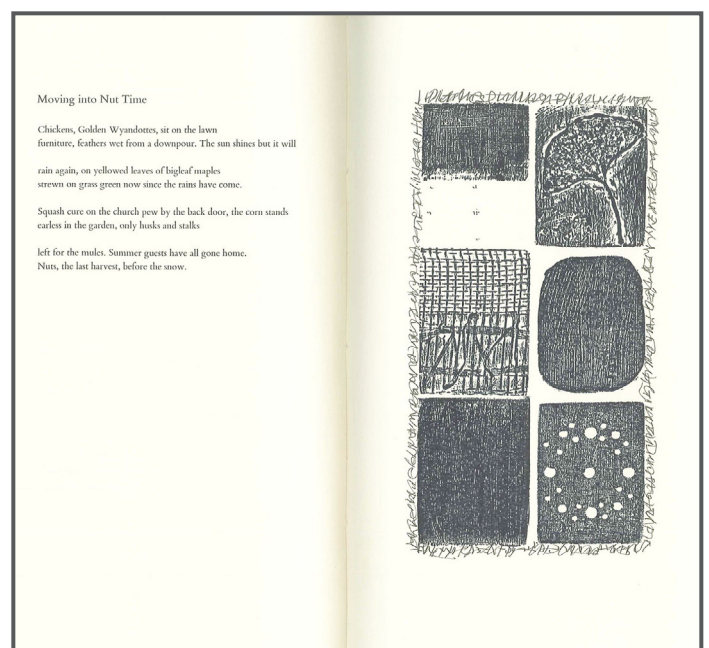 Moving into Nut Time
Chickens, Golden Wyandottes, sit on the lawn
furniture, feathers wet from a downpour. The sun shines but it will
rain again, on yellowed leaves of bigleaf maples
strewn on grass green now since the rains have come.
Squash cure on the church pew by the back door, the corn stands
earless in the garden, only husks and stalks
left for the mules. Summer guests have all gone home.
Nuts, the last harvest, before the snow.